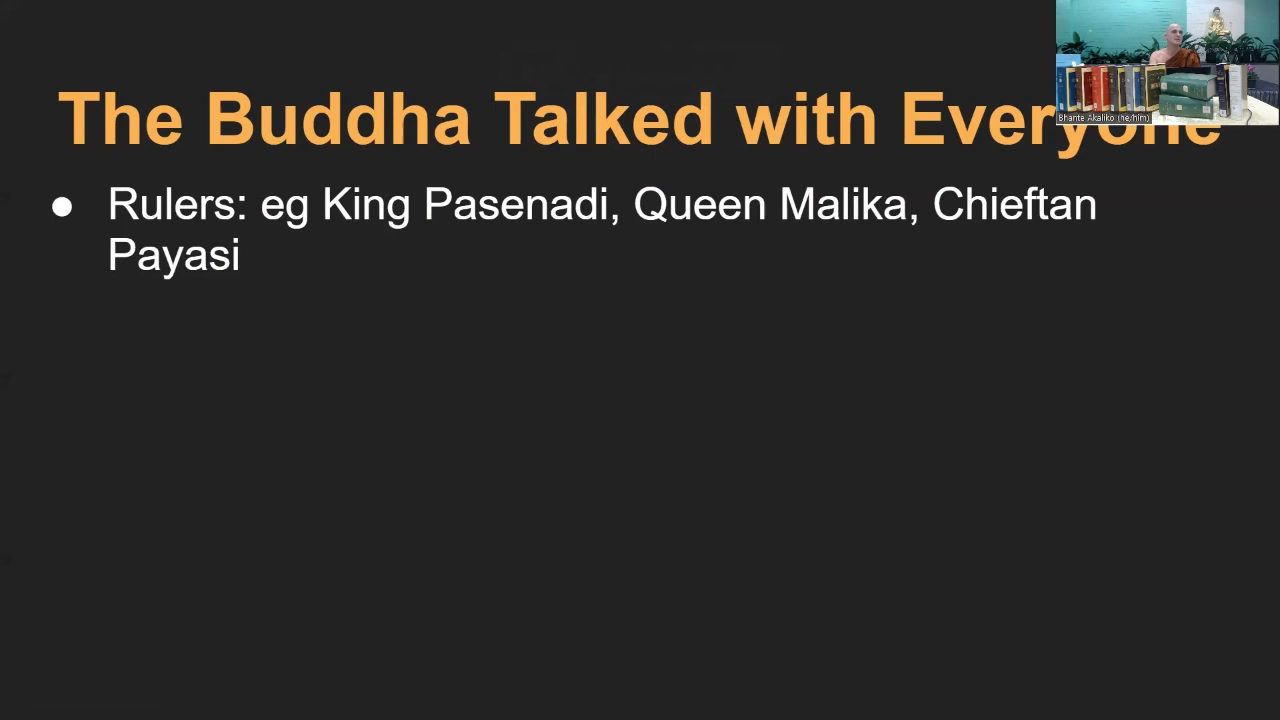 The Buddha Talked with Everyone
● Rulers: eg King Pasenadi, Queen Malika, Chieftan
Payasi
Bhante Akaliko (he/him)